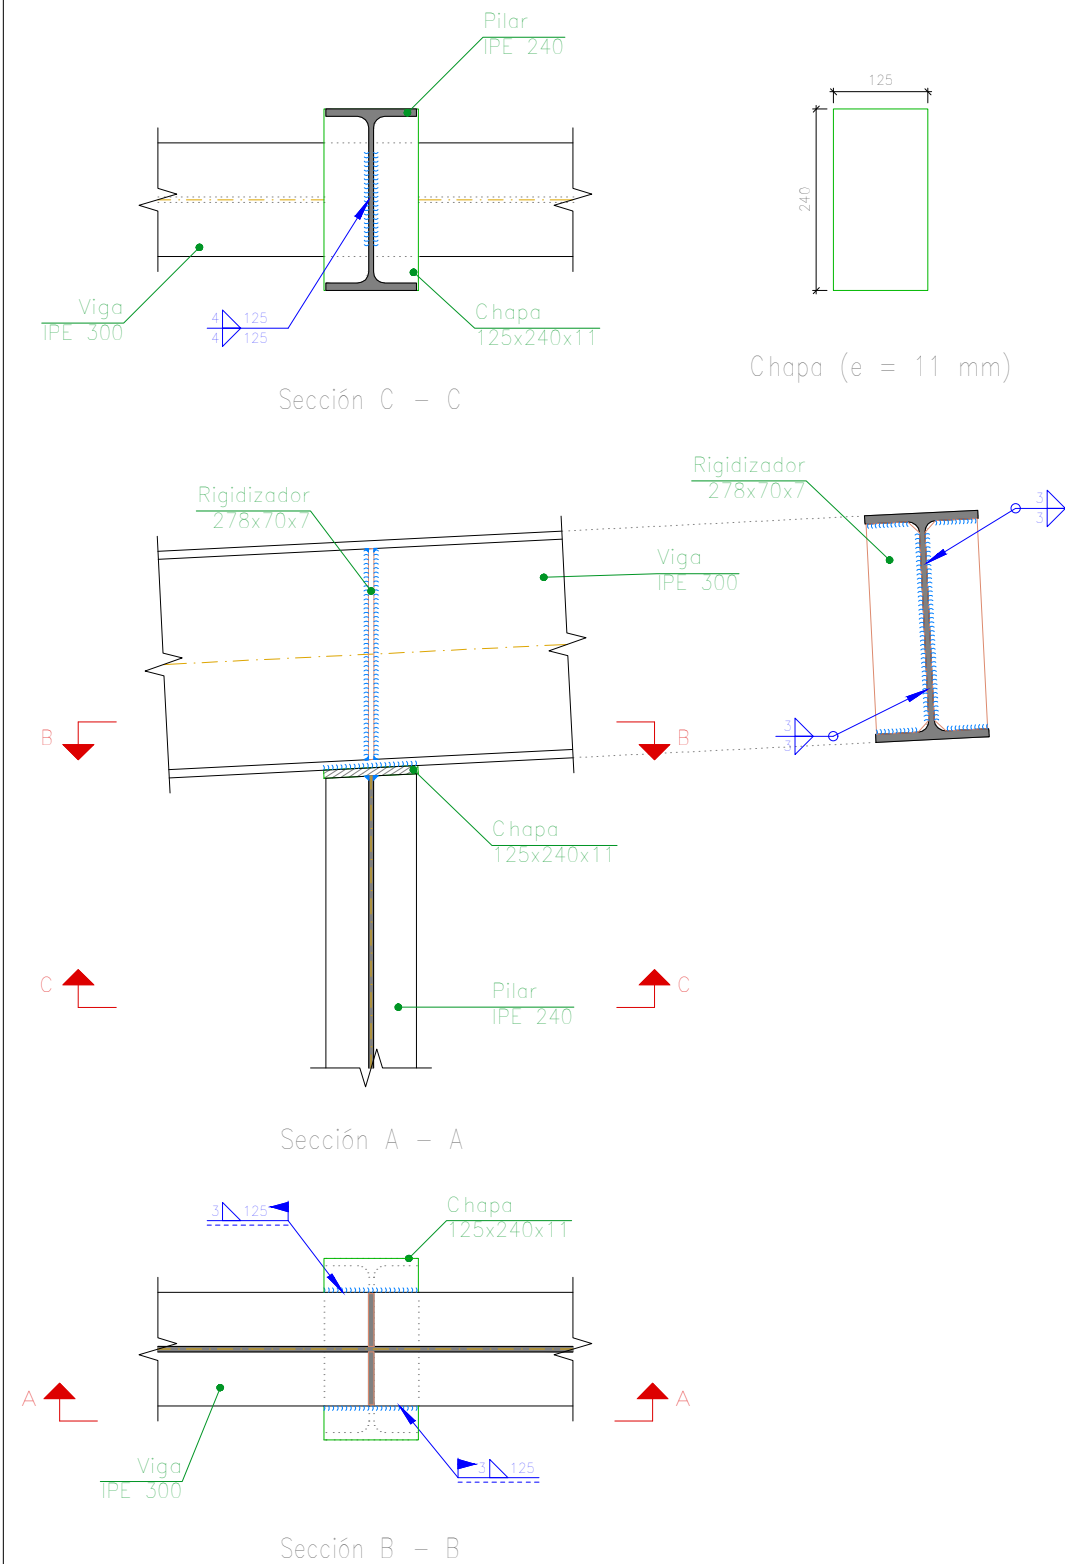 Pilar
IPE 240
125
240
Viga
IPE 300
4
125
4
125
Chapa
125x240x11
Chapa (e = 11 mm)
Sección C - C
Rigidizador
278x70x7
Rigidizador
278x70x7
3
3
Viga
IPE 300
B
B
3
3
Chapa
125x240x11
C
C
Pilar
IPE 240
Sección A - A
3
125
Chapa
125x240x11
A
A
Viga
IPE 300
3
125
Sección B - B